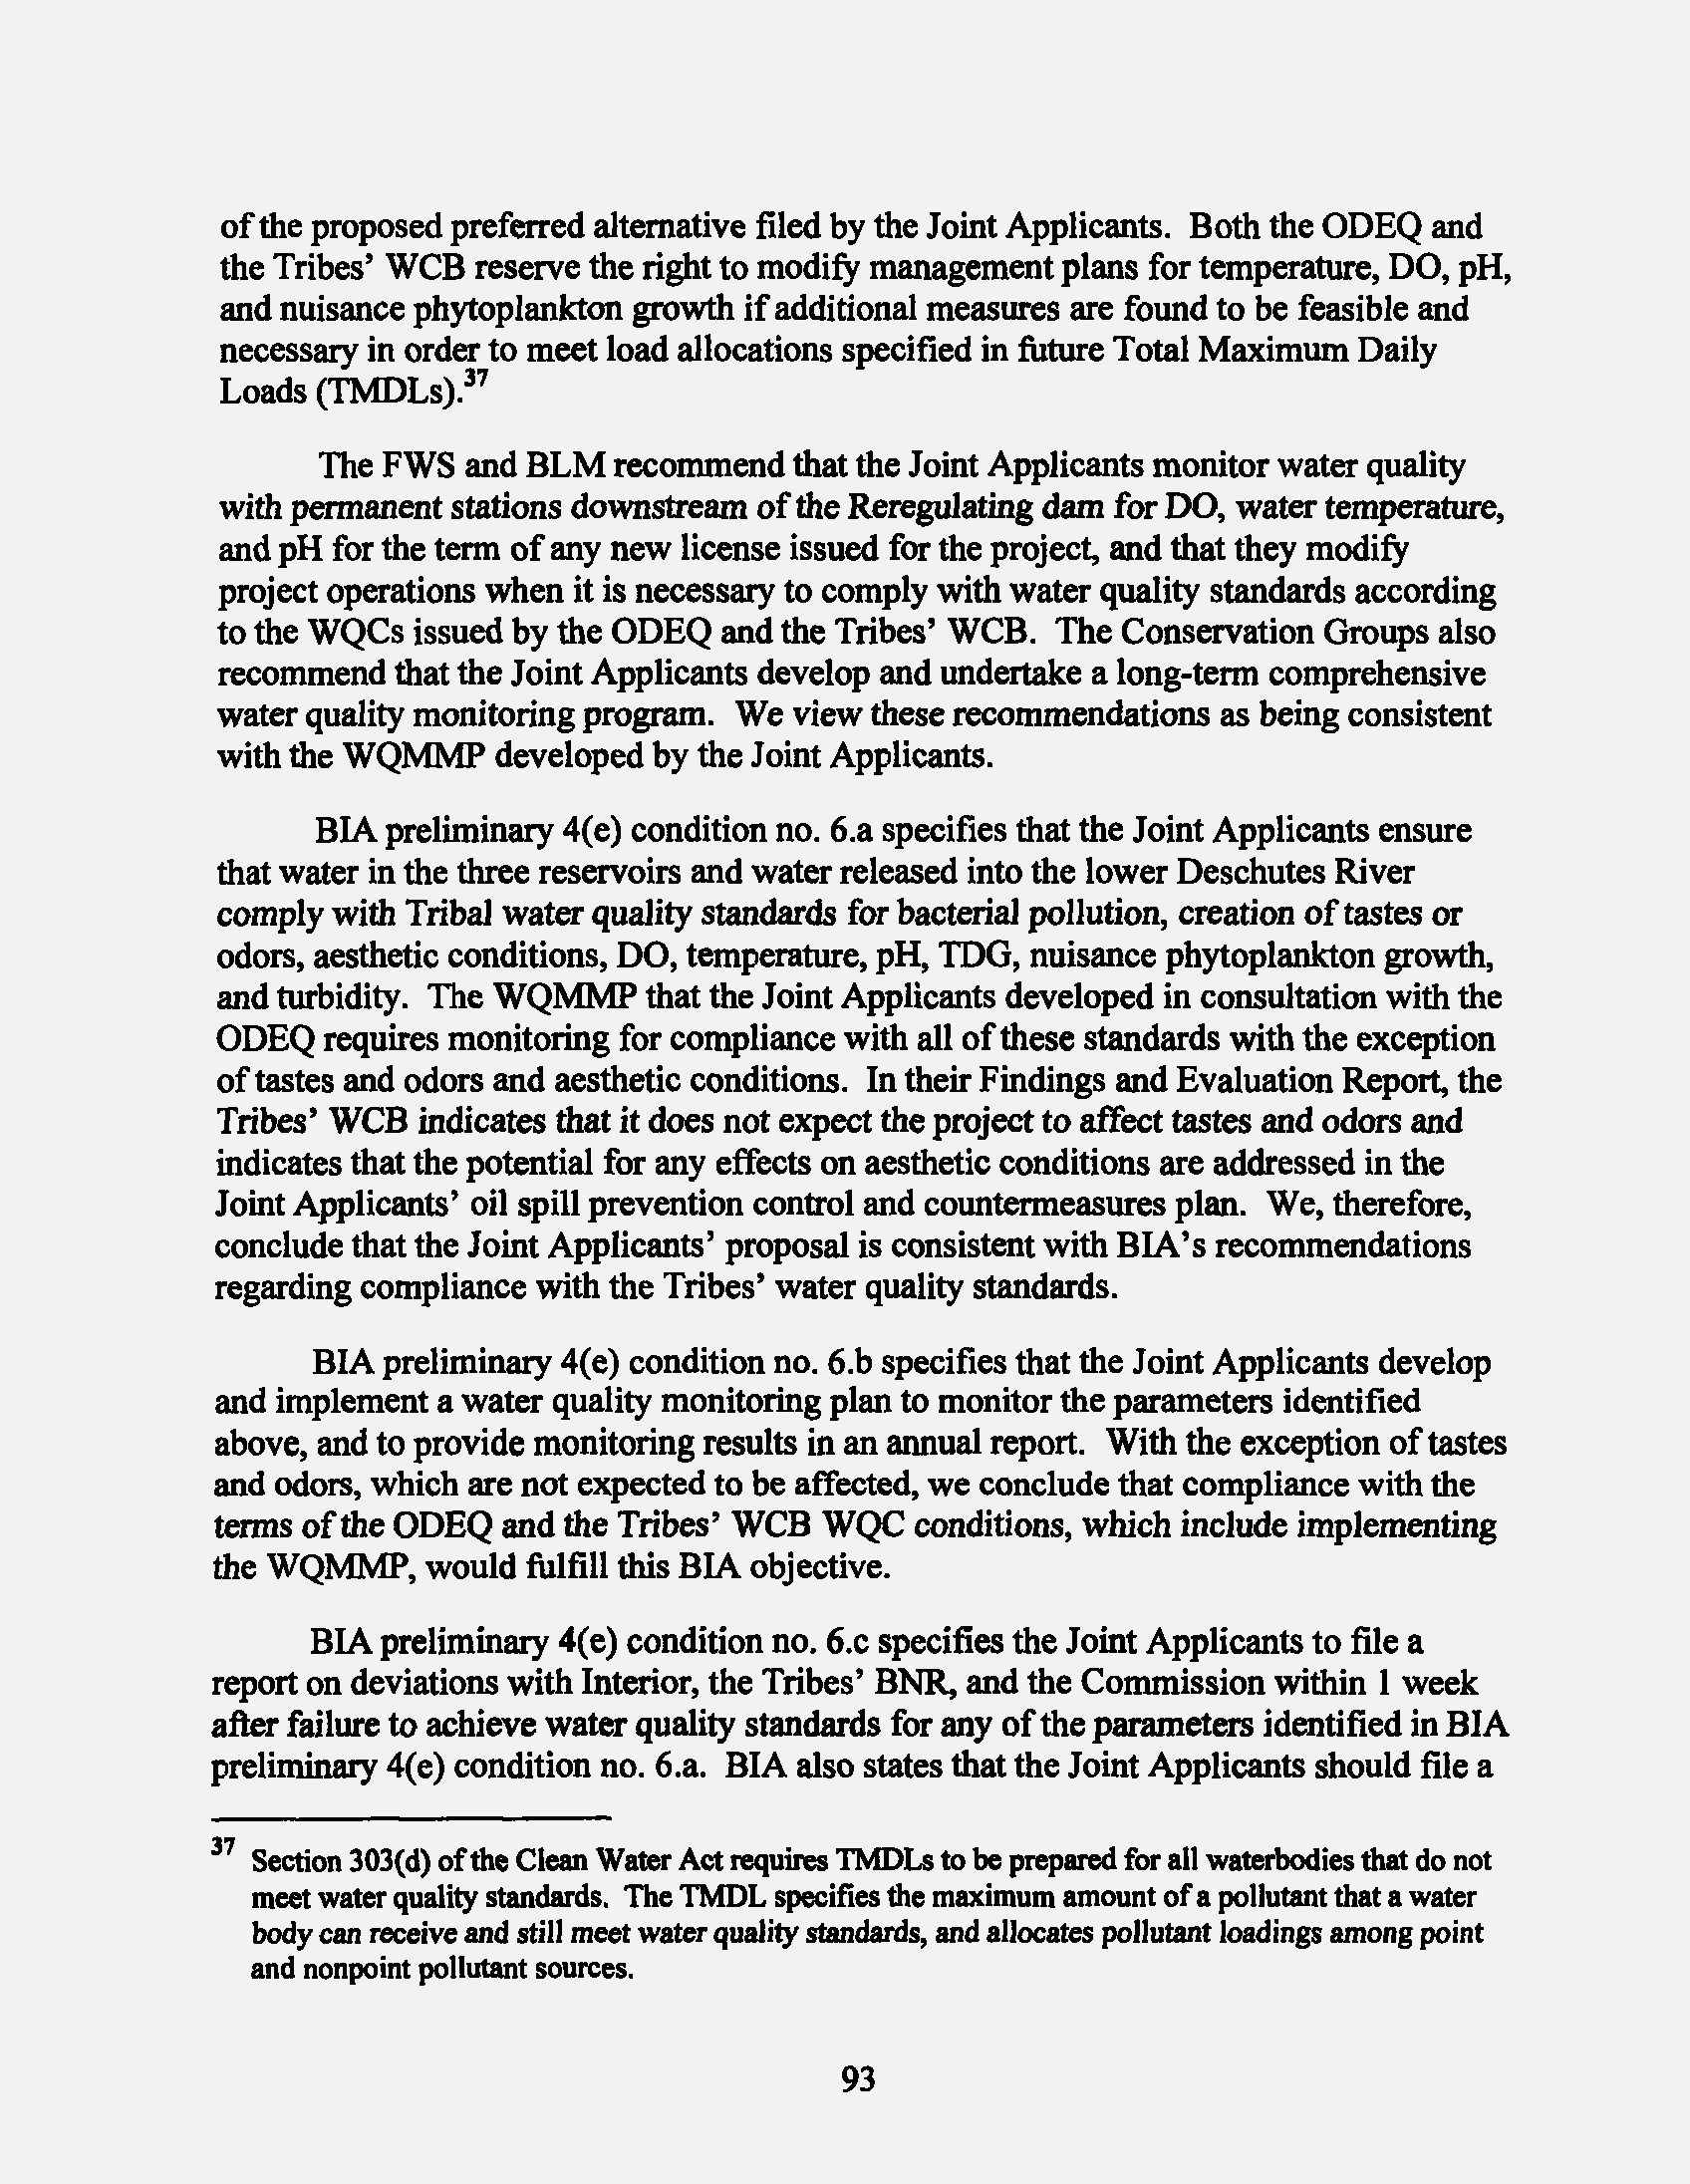 of the proposed preferred alternative filed by the Joint Applicants.  Both the ODEQ and
the Tribes’ WCB reserve the right to modify management plans for temperature, DO, pH,
and nuisance phytoplankton growth if additional measures are found to be feasible and
necessary in order to meet load allocations specified in future Total Maximum Daily
Loads (TMDLs).37
The FWS and BLM recommend that the Joint Applicants monitor water quality
with permanent stations downstream of the Reregulating dam for DO, water temperature,
and pH for the term of any new license issued for the project, and that they modify
project operations when it is necessary to comply with water quality standards according
to the WQCs issued by the ODEQ and the Tribes’ WCB.  The Conservation Groups also
recommend that the Joint Applicants develop and undertake a long-term comprehensive
water quality monitoring program.  We view these recommendations as being consistent
with the WQMMP developed by the Joint Applicants.
BIA preliminary 4(e) condition no. 6.a specifies that the Joint Applicants ensure
that water in the three reservoirs and water released into the lower Deschutes River
comply with Tribal water quality standards for bacterial pollution, creation of tastes or
odors, aesthetic conditions, DO, temperature, pH, TDG, nuisance phytoplankton growth,
and turbidity.  The WQMMP that the Joint Applicants developed in consultation with the
ODEQ requires monitoring for compliance with all of these standards with the exception
of tastes and odors and aesthetic conditions.  In their Findings and Evaluation Report, the
Tribes’ WCB indicates that it does not expect the project to affect tastes and odors and
indicates that the potential for any effects on aesthetic conditions are addressed in the
Joint Applicants’ oil spill prevention control and countermeasures plan.  We, therefore,
conclude that the Joint Applicants’ proposal is consistent with BIA’s recommendations
regarding compliance with the Tribes’ water quality standards.
BIA preliminary 4(e) condition no. 6.b specifies that the Joint Applicants develop
and implement a water quality monitoring plan to monitor the parameters identified
above, and to provide monitoring results in an annual report.  With the exception of tastes
and odors, which are not expected to be affected, we conclude that compliance with the
terms of the ODEQ and the Tribes’ WCB WQC conditions, which include implementing
the WQMMP, would fulfill this BIA objective.
BIA preliminary 4(e) condition no. 6.c specifies the Joint Applicants to file a
report on deviations with Interior, the Tribes’ BNR, and the Commission within 1 week
after failure to achieve water quality standards for any of the parameters identified in BIA
preliminary 4(e) condition no. 6.a.  BIA also states that the Joint Applicants should file a
37 Section 303(d) of the Clean Water Act requires TMDLs to be prepared for all waterbodies that do not
meet water quality standards.  The TMDL specifies the maximum amount of a pollutant that a water
body can receive and still meet water quality standards, and allocates pollutant loadings among point
and nonpoint pollutant sources.
93